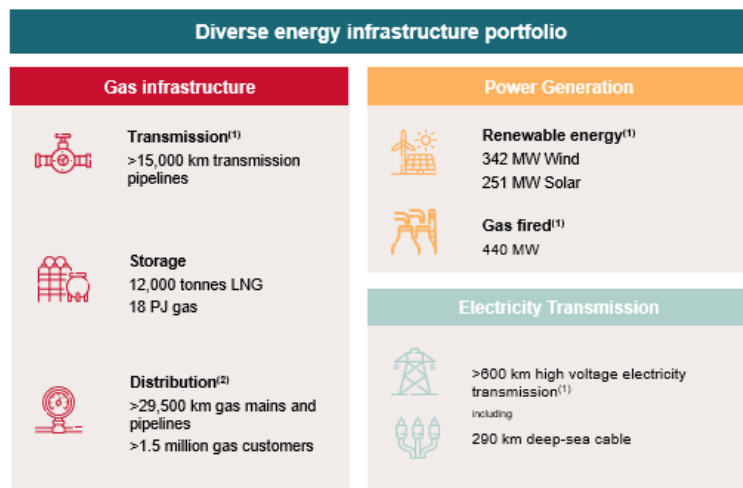 Diverse energy infrastructure portfolio
Gas infrastructure
Transmission(1)
>15,000 km transmission
pipelines
Storage
12,000 tonnes LNG
18 PJ gas
Distribution(2)
>29,500 km gas mains and
pipelines
>1.5 million gas customers
Power Generation
Renewable energy(1)
342 MW Wind
251 MW Solar
Gas fired(1)
440 MW
Electricity Transmission
>600 km high voltage electricity
transmission(1)
including
290 km deep-sea cable